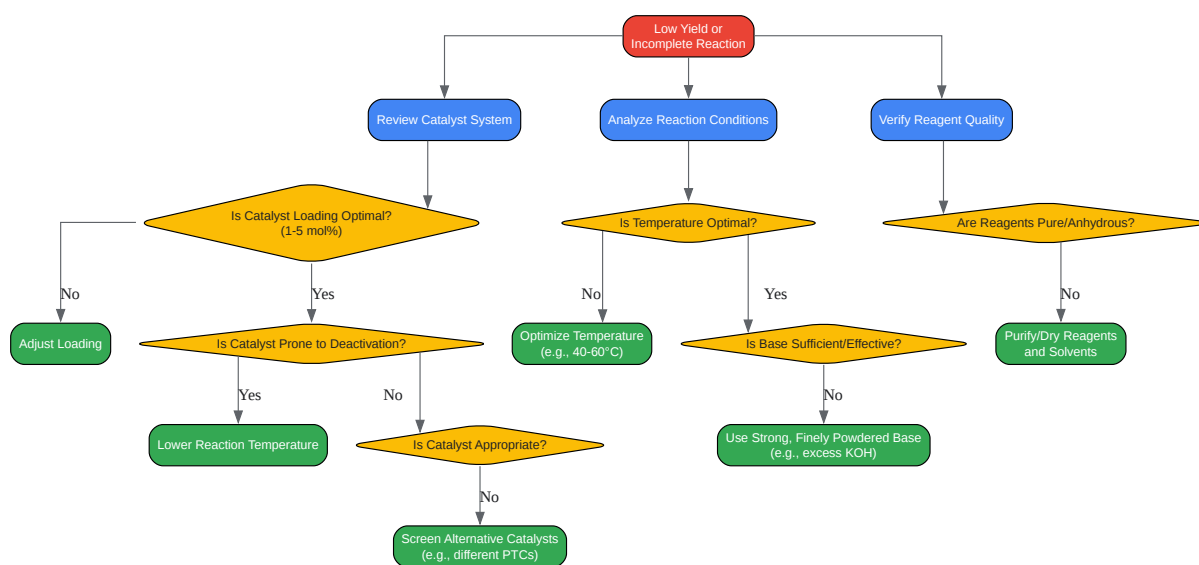 Low Yield or
Incomplete Reaction
Review Catalyst System
Analyze Reaction Conditions
Verify Reagent Quality
Is Catalyst Loading Optimal?
(1-5 mol%)
Is Temperature Optimal?
Are Reagents Pure/Anhydrous?
No
Yes
No
Yes
No
Adjust Loading
Is Catalyst Prone to Deactivation?
Optimize Temperature
(e.g., 40-60°C)
Is Base Sufficient/Effective?
Purify/Dry Reagents
and Solvents
Yes
No
No
Lower Reaction Temperature
Is Catalyst Appropriate?
Use Strong, Finely Powdered Base
(e.g., excess KOH)
No
Screen Alternative Catalysts
(e.g., different PTCs)